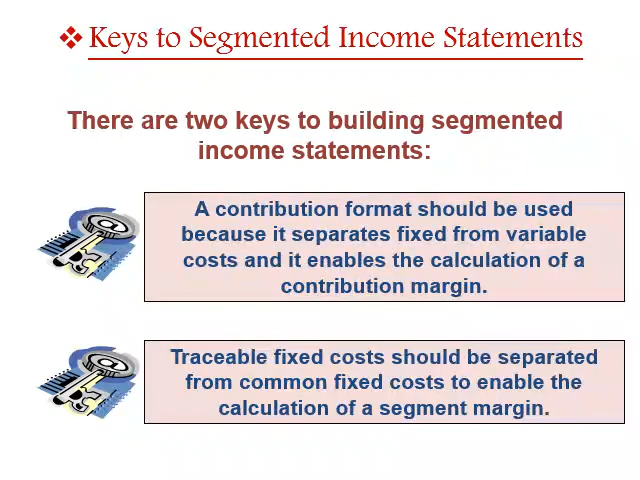 ❖ Keys to Segmented Income Statements
There are two keys to building segmented
income statements:
A contribution format should be used
because it separates fixed from variable
costs and it enables the calculation of a
contribution margin.
Traceable fixed costs should be separated
from common fixed costs to enable the
calculation of a segment margin.